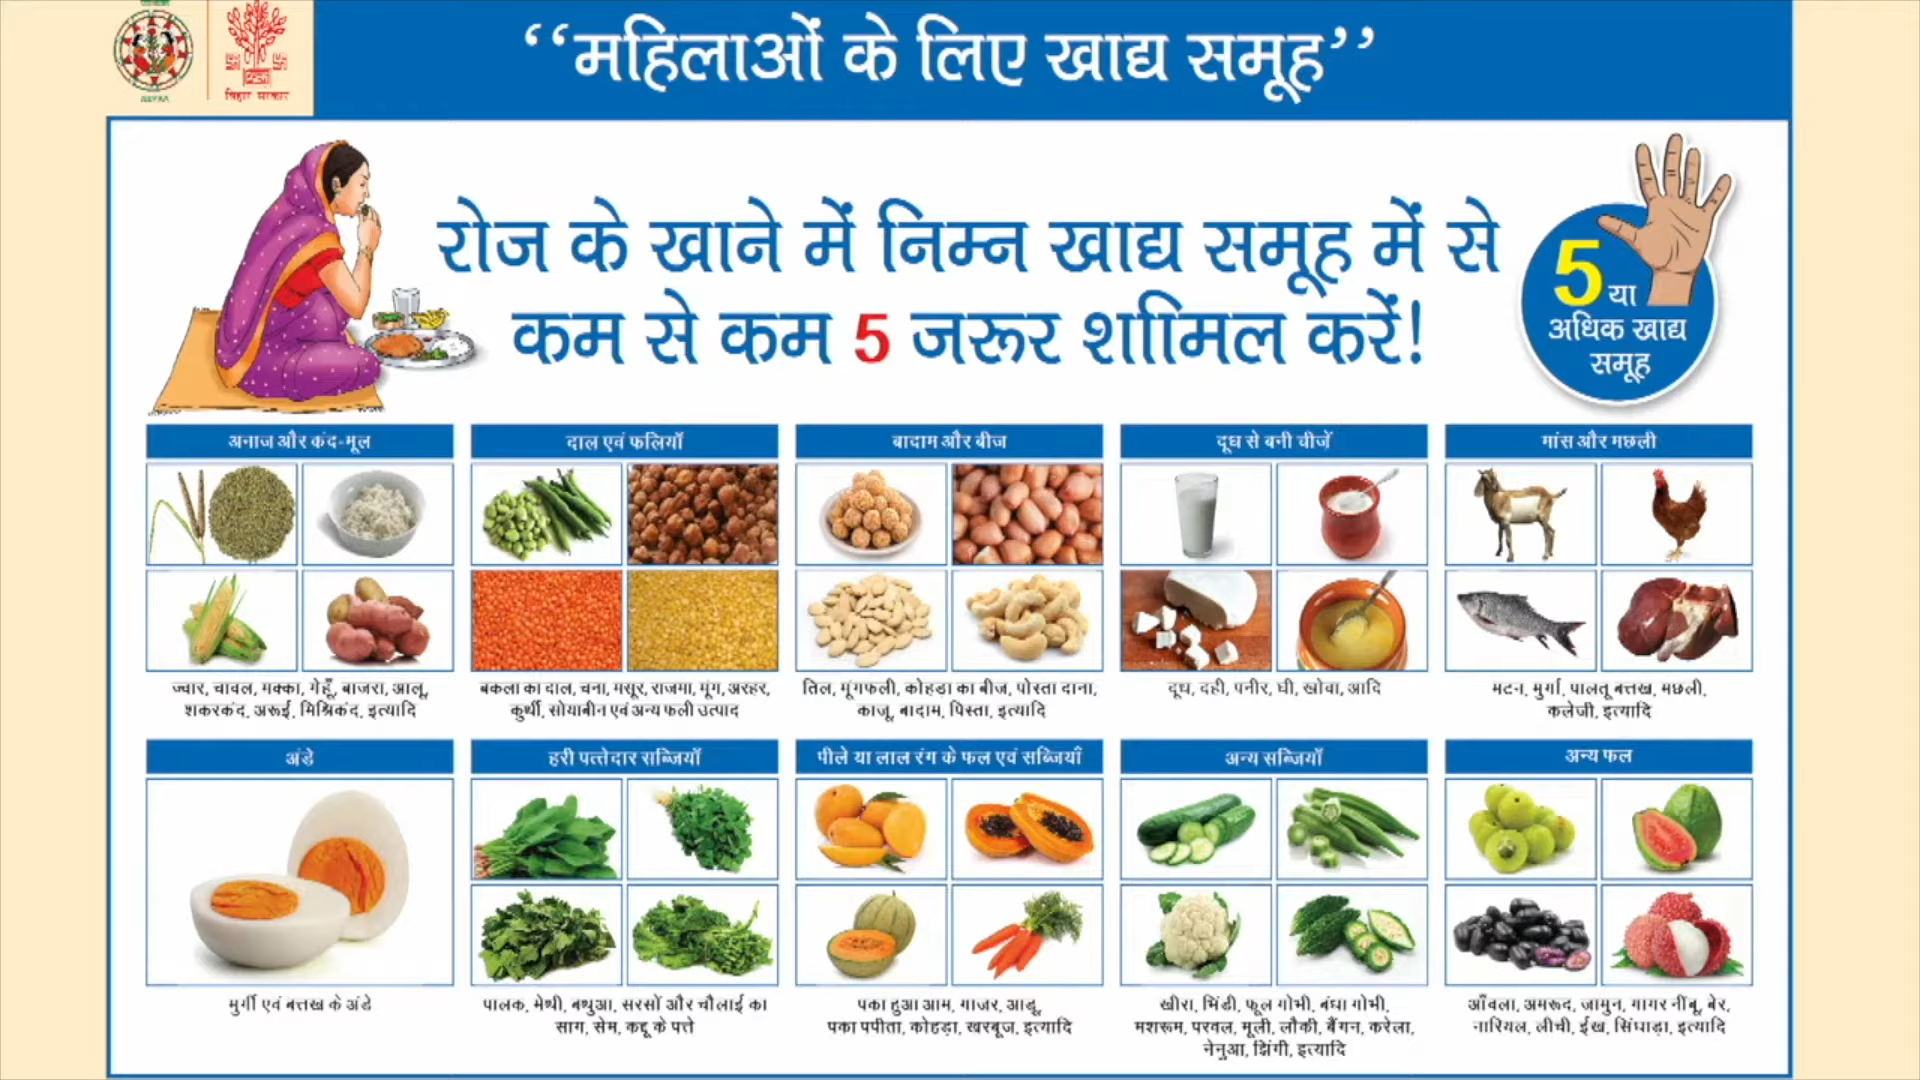 बिहार सरकार
“महिलाओं के लिए खाद्य समूह”
रोज के खाने में निम्न खाद्य समूह में से
कम से कम 5 जरूर शामिल करें!
5 या
अधिक खाद्य
समूह
अनाज और कंद-मूल
ज्वार, चावल, मक्का, गेहूँ, बाजरा, आलू,
शकरकंद, अरूई, मिश्रिकंद, इत्यादि
दाल एवं फलियाँ
बकला का दाल, चना, मसूर, राजमा, मूंग, अरहर,
कुर्थी, सोयाबीन एवं अन्य फली उत्पाद
बादाम और बीज
तिल, मूंगफली, कोहड़ा का बीज, पोस्ता दाना,
काजू, बादाम, पिस्ता, इत्यादि
दूध से बनी चीजें
दूध, दही, पनीर, घी, खोवा, आदि
मांस और मछली
मटन, मुर्गा, पालतू बत्तख, मछली,
कलेजी, इत्यादि
अंडे
मुर्गी एवं बत्तख के अंडे
हरी पत्तेदार सब्जियाँ
पालक, मेथी, बथुआ, सरसों और चौलाई का
साग, सेम, कद्दू के पत्ते
पीले या लाल रंग के फल एवं सब्जियाँ
पका हुआ आम, गाजर, आड़ू,
पका पपीता, कोहड़ा, खरबूज, इत्यादि
अन्य सब्जियाँ
खीरा, भिंडी, फूल गोभी, बंधा गोभी,
मशरूम, परवल, मूली, लौकी, बैंगन, करेला,
नेनुआ, झिंगी, इत्यादि
अन्य फल
आँवला, अमरूद, जामुन, गागर नींबू, बेर,
नारियल, लीची, ईख, सिंघाड़ा, इत्यादि